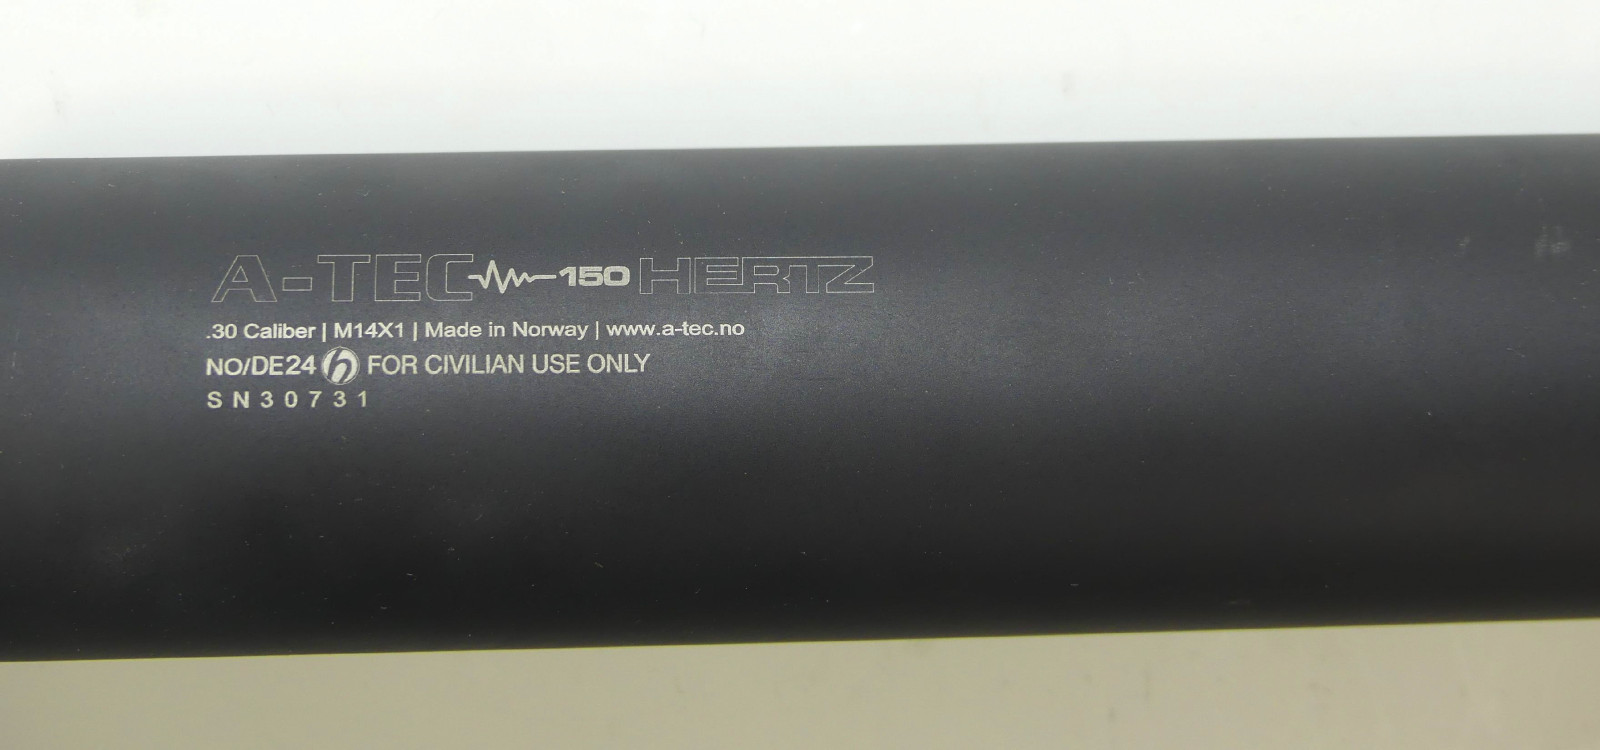 A-TEC 150 HERTZ
.30 Caliber | M14X1 | Made in Norway | www.a-tec.no
NO/DE24 FOR CIVILIAN USE ONLY
SN30731